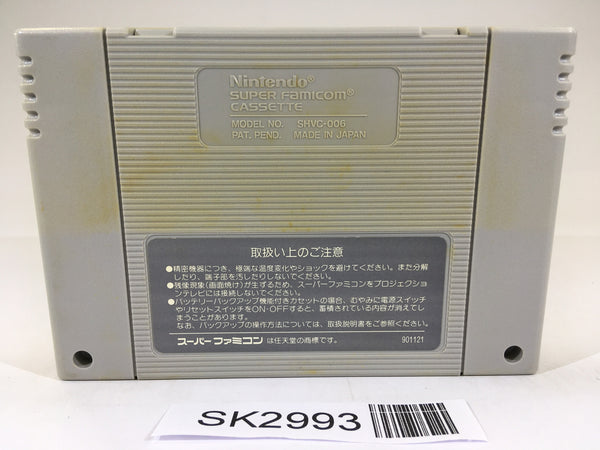 Nintendo®
SUPER FAMICOM®
CASSETTE
MODEL NO. SHVC-006
PAT. PEND. MADE IN JAPAN
取扱い上のご注意
●精密機器につき、極端な温度変化やショックを避けてください。また分解
したり、端子部を汚したりしないでください。
●残像現象(画面焼け)が生ずるため、スーパーファミコンをプロジェクショ
ンテレビには接続しないでください。
●バッテリーバックアップ機能付きカセットの場合、むやみに電源スイッチ
やリセットスイッチをON・OFFすると、蓄積されている内容が消えてし
まうことがあります。
なお、バックアップの操作方法については、取扱説明書をご参照ください。
スーパーファミコンは任天堂の商標です。 901121
SK2993